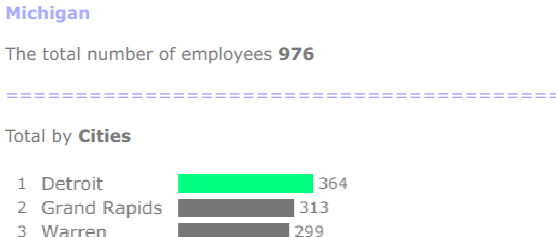 Michigan
The total number of employees 976
========================================
Total by Cities
1 Detroit 364
2 Grand Rapids 313
3 Warren 299